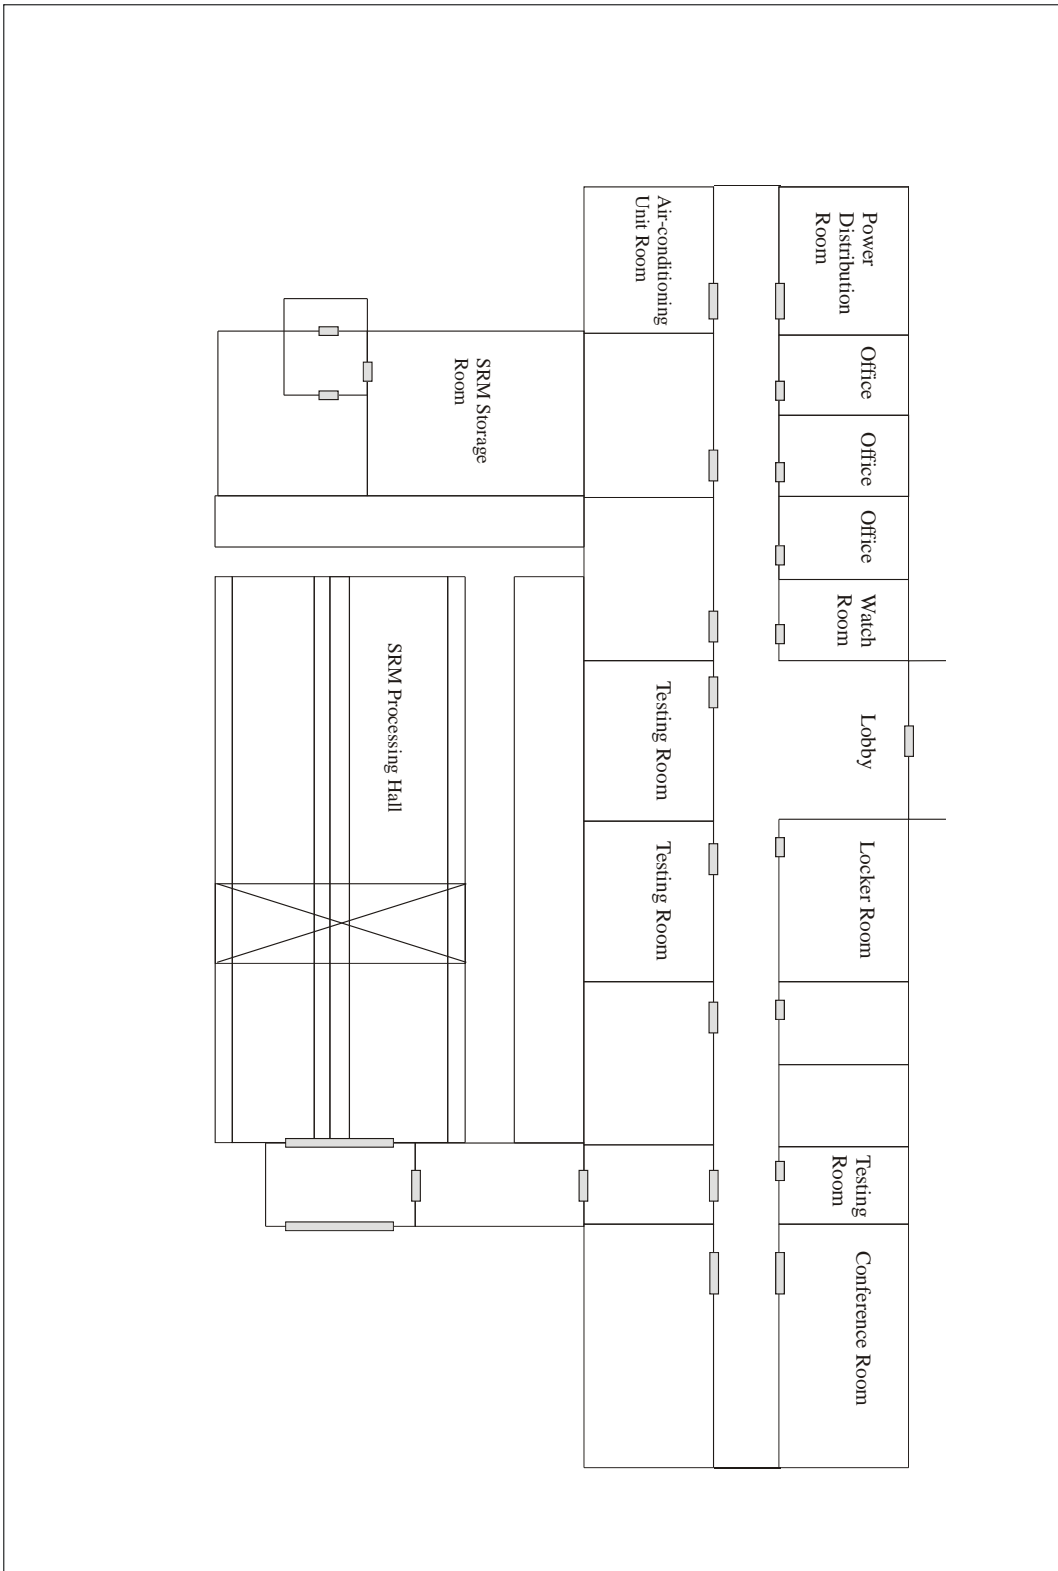 Power
Distribution
Room
Office
Office
Office
Watch
Room
Lobby
Locker Room
Testing
Room
Conference Room
Air-conditioning
Unit Room
Testing Room
Testing Room
SRM Storage
Room
SRM Processing Hall